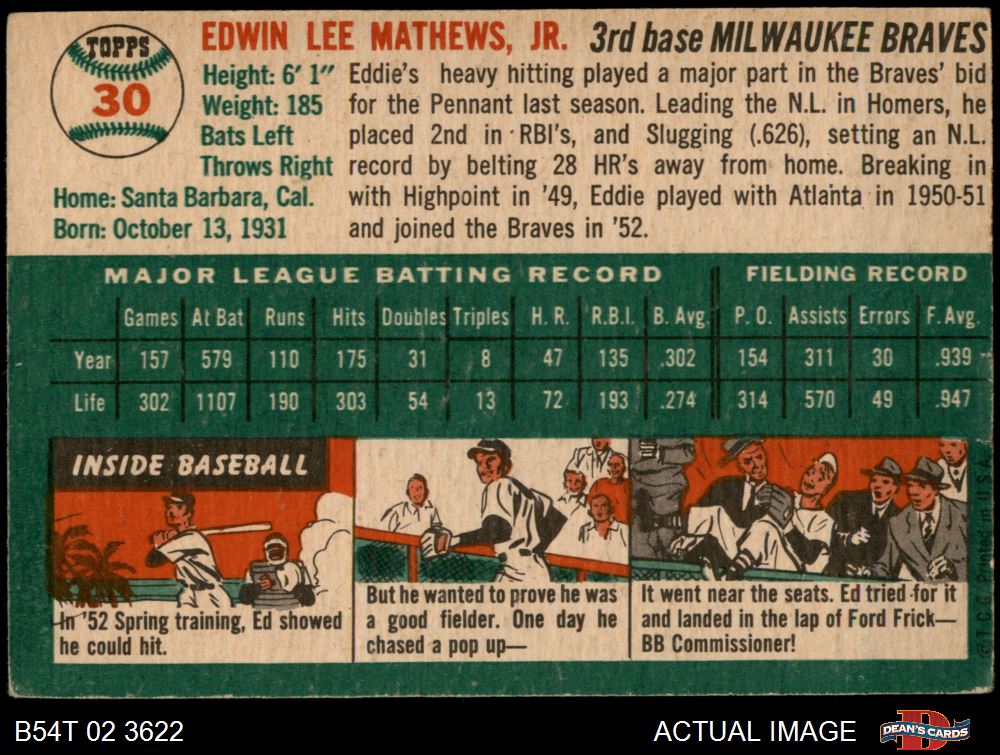 TOPPS
30
EDWIN LEE MATHEWS, JR. 3rd base MILWAUKEE BRAVES
Height: 6' 1"
Weight: 185
Bats Left
Throws Right
Home: Santa Barbara, Cal.
Born: October 13, 1931
Eddie's heavy hitting played a major part in the Braves' bid
for the Pennant last season. Leading the N.L. in Homers, he
placed 2nd in RBI's, and Slugging (.626), setting an N.L.
record by belting 28 HR's away from home. Breaking in
with Highpoint in '49, Eddie played with Atlanta in 1950-51
and joined the Braves in '52.
MAJOR LEAGUE BATTING RECORD FIELDING RECORD
Games At Bat Runs Hits Doubles Triples H. R. R.B.I. B. Avg. P. O. Assists Errors F. Avg.
Year 157 579 110 175 31 8 47 135 .302 154 311 30 .939
Life 302 1107 190 303 54 13 72 193 .274 314 570 49 .947
INSIDE BASEBALL
In '52 Spring training, Ed showed
he could hit.
But he wanted to prove he was
a good fielder. One day he
chased a pop up—
It went near the seats. Ed tried for it
and landed in the lap of Ford Frick—
BB Commissioner!
© T. C. G. Printed in U. S. A.
B54T 02 3622
ACTUAL IMAGE
DEAN'S CARDS